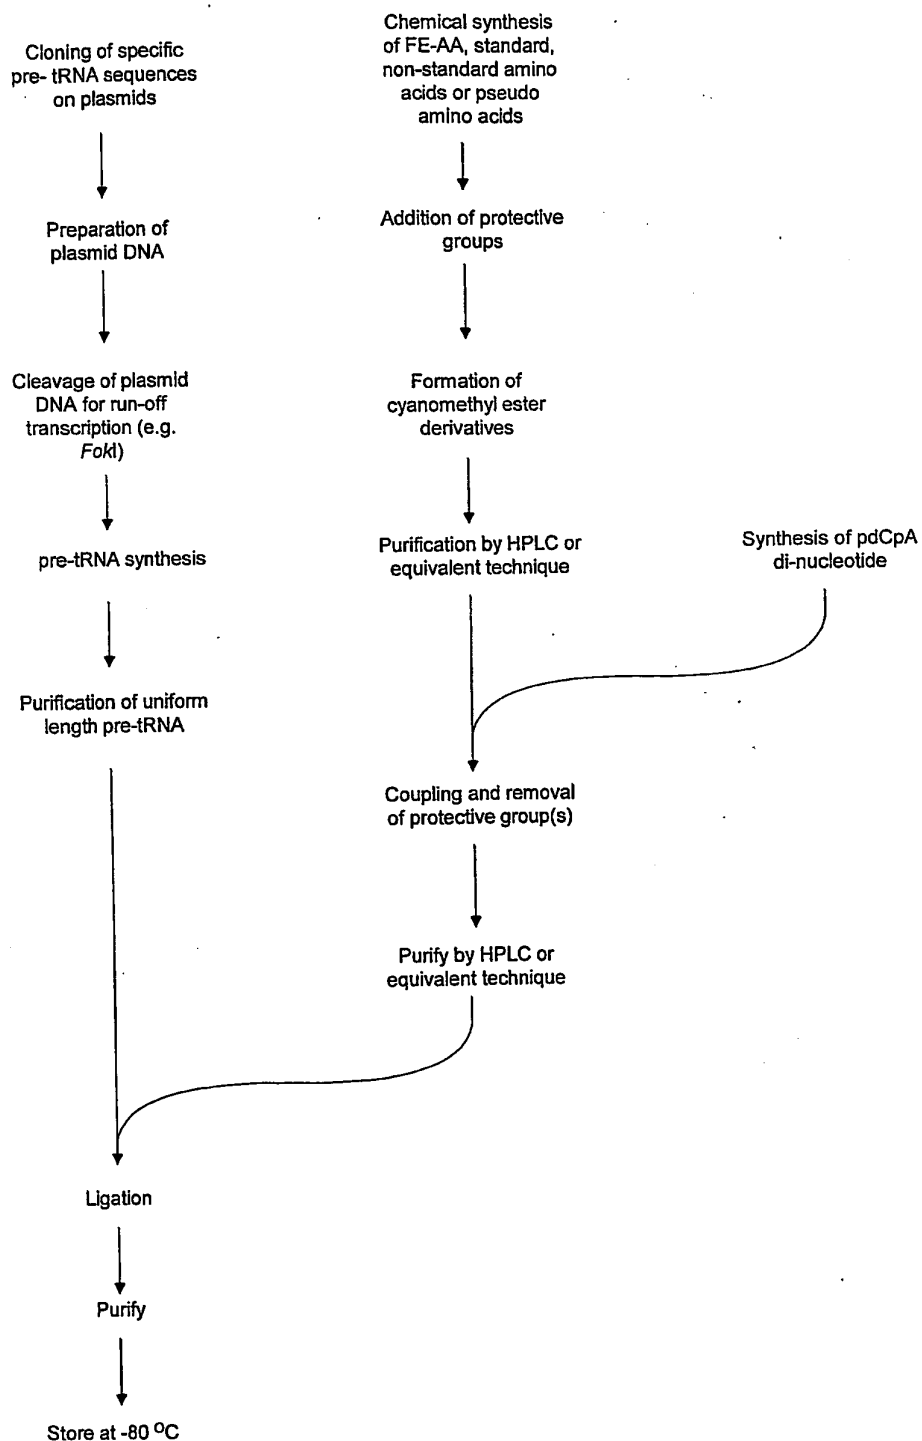 Cloning of specific
pre- tRNA sequences
on plasmids
Preparation of
plasmid DNA
Cleavage of plasmid
DNA for run-off
transcription (e.g.
FokI)
pre-tRNA synthesis
Purification of uniform
length pre-tRNA
Chemical synthesis
of FE-AA, standard,
non-standard amino
acids or pseudo
amino acids
Addition of protective
groups
Formation of
cyanomethyl ester
derivatives
Purification by HPLC or
equivalent technique
Synthesis of pdCpA
di-nucleotide
Coupling and removal
of protective group(s)
Purify by HPLC or
equivalent technique
Ligation
Purify
Store at -80 °C